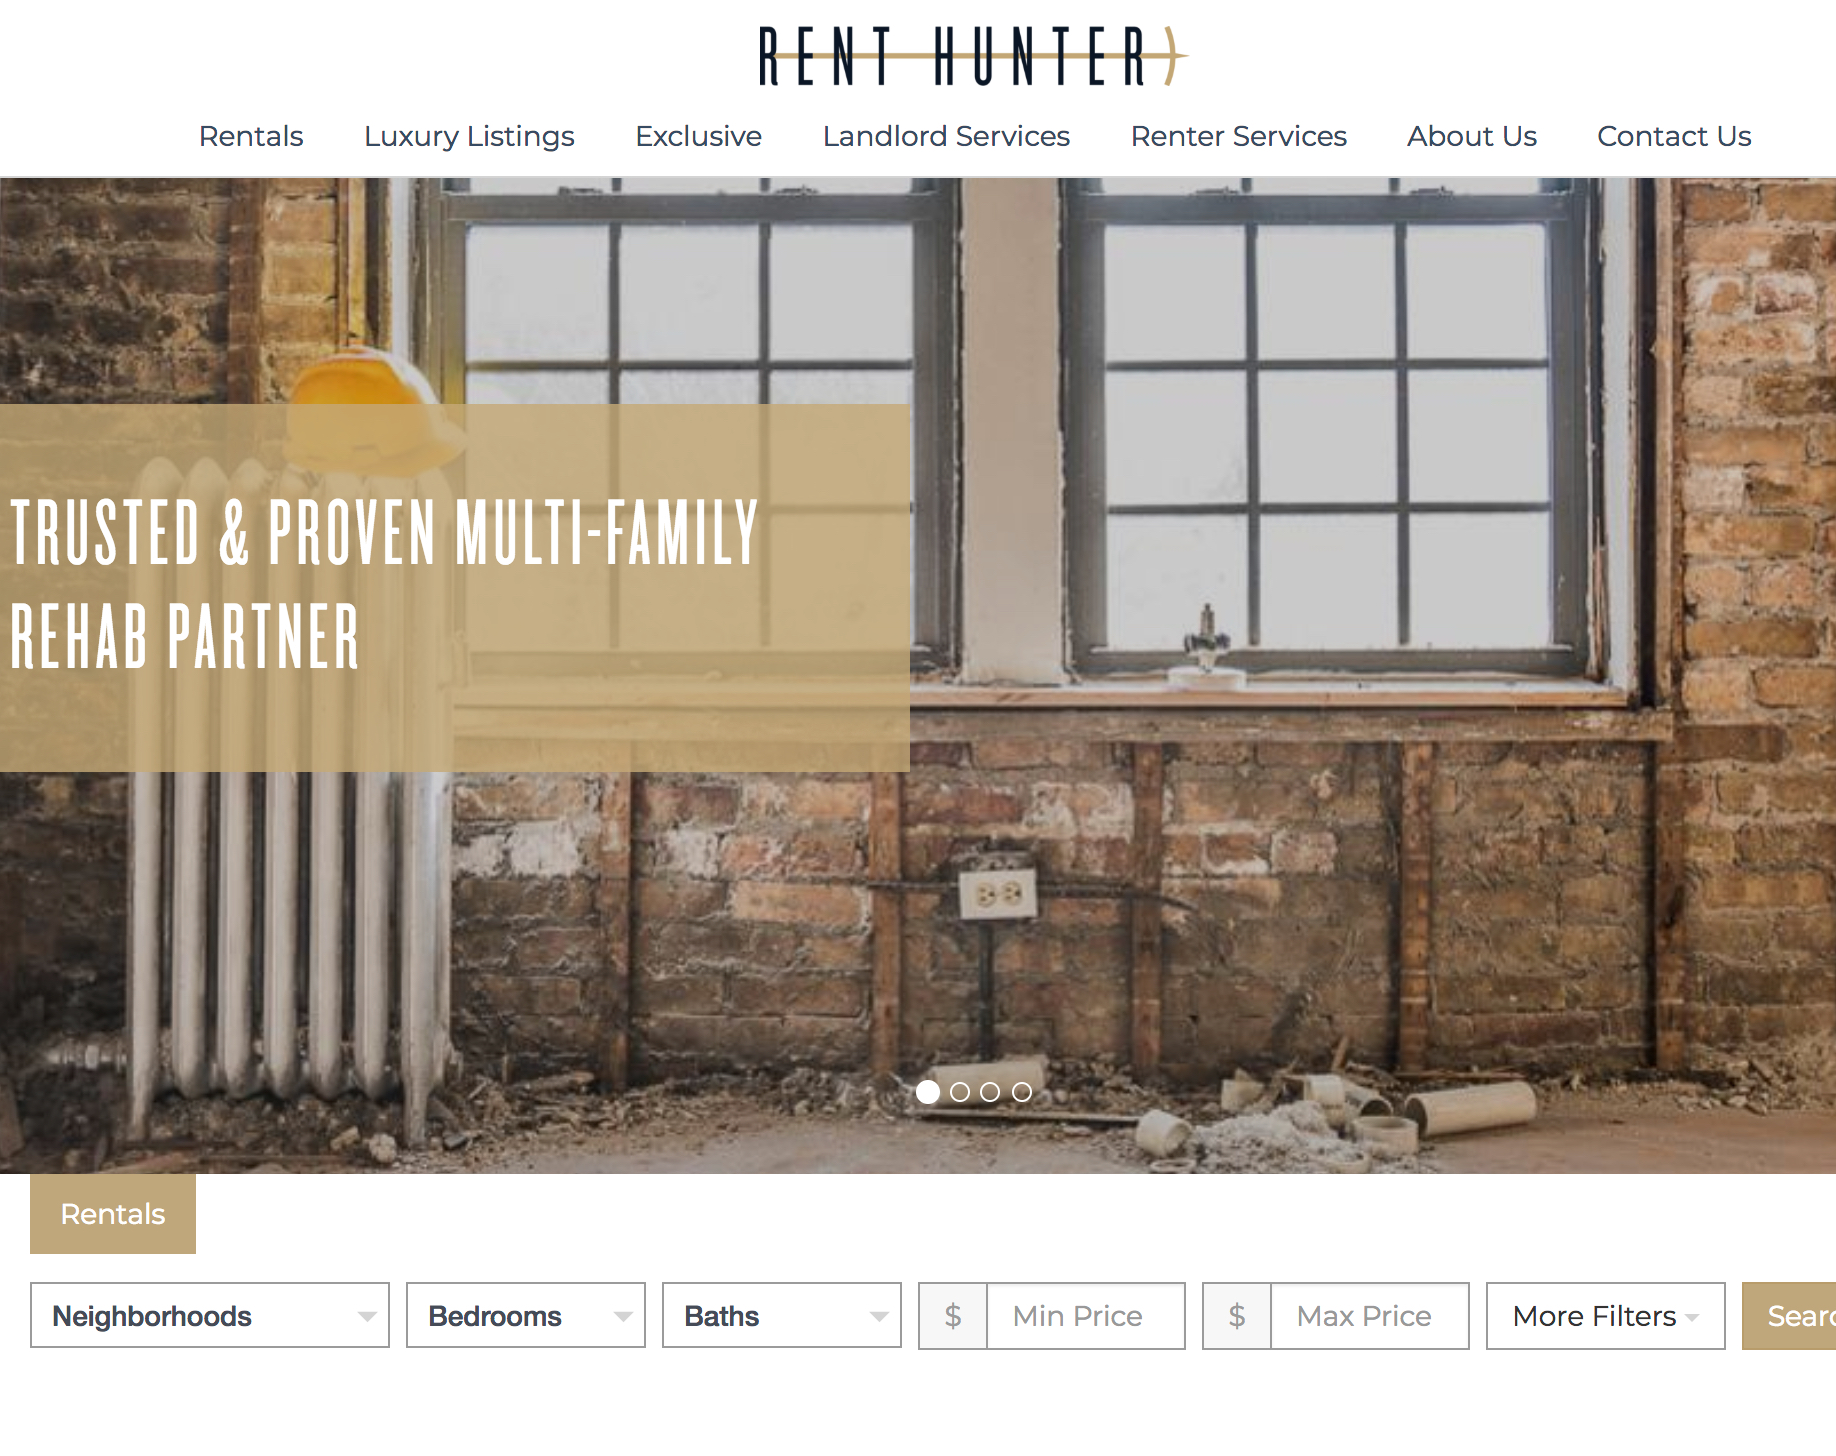 RENT HUNTER
Rentals Luxury Listings Exclusive Landlord Services Renter Services About Us Contact Us
TRUSTED & PROVEN MULTI-FAMILY
REHAB PARTNER
Rentals
Neighborhoods Bedrooms Baths $ Min Price $ Max Price More Filters Searc